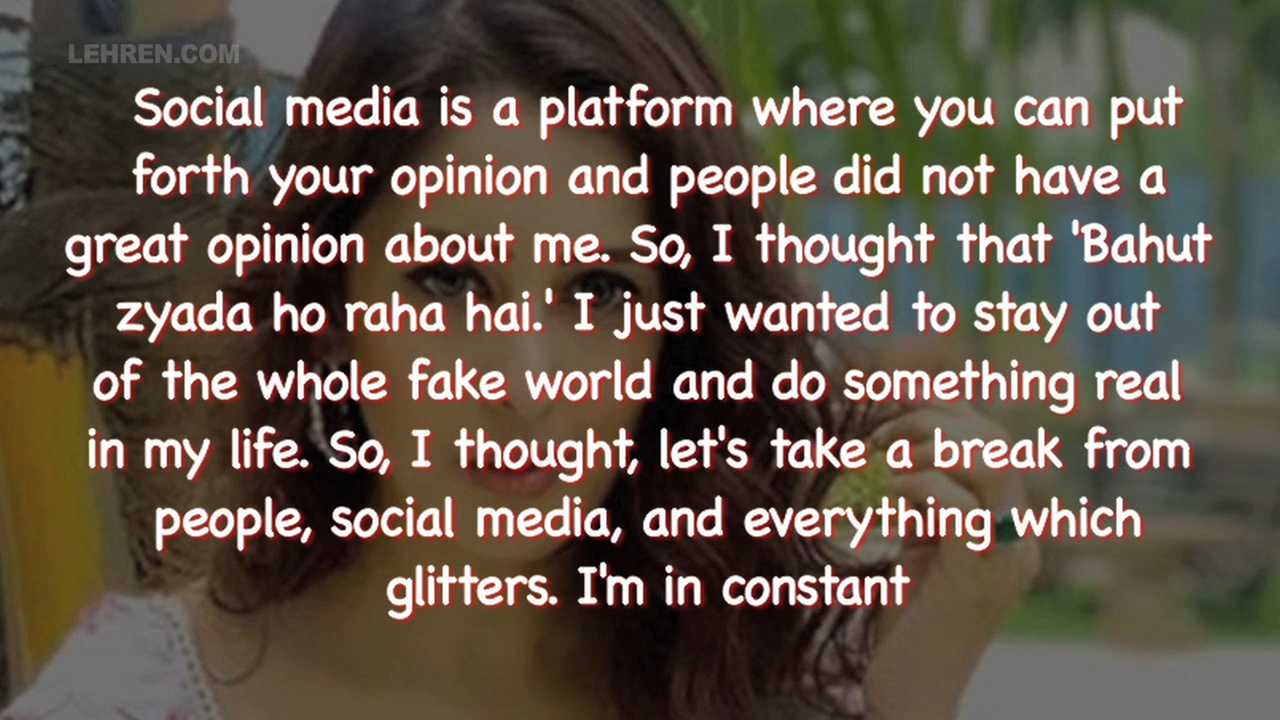 LEHREN.COM
Social media is a platform where you can put
forth your opinion and people did not have a
great opinion about me. So, I thought that 'Bahut
zyada ho raha hai.' I just wanted to stay out
of the whole fake world and do something real
in my life. So, I thought, let's take a break from
people, social media, and everything which
glitters. I'm in constant